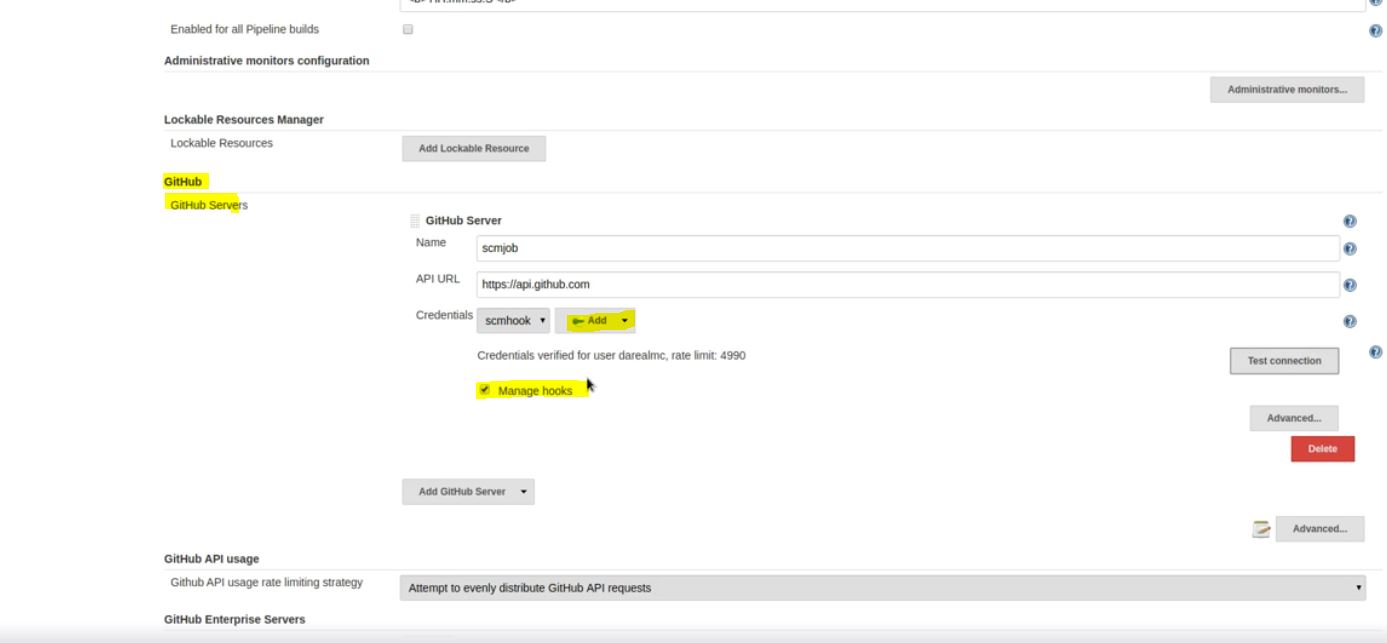 Enabled for all Pipeline builds
Administrative monitors configuration
Administrative monitors...
Lockable Resources Manager
Lockable Resources
Add Lockable Resource
GitHub
GitHub Servers
GitHub Server
Name
scmjob
API URL
https://api.github.com
Credentials
scmhook
Add
Credentials verified for user darealmc, rate limit: 4990
Test connection
Manage hooks
Advanced...
Delete
Add GitHub Server
Advanced...
GitHub API usage
Github API usage rate limiting strategy
Attempt to evenly distribute GitHub API requests
GitHub Enterprise Servers